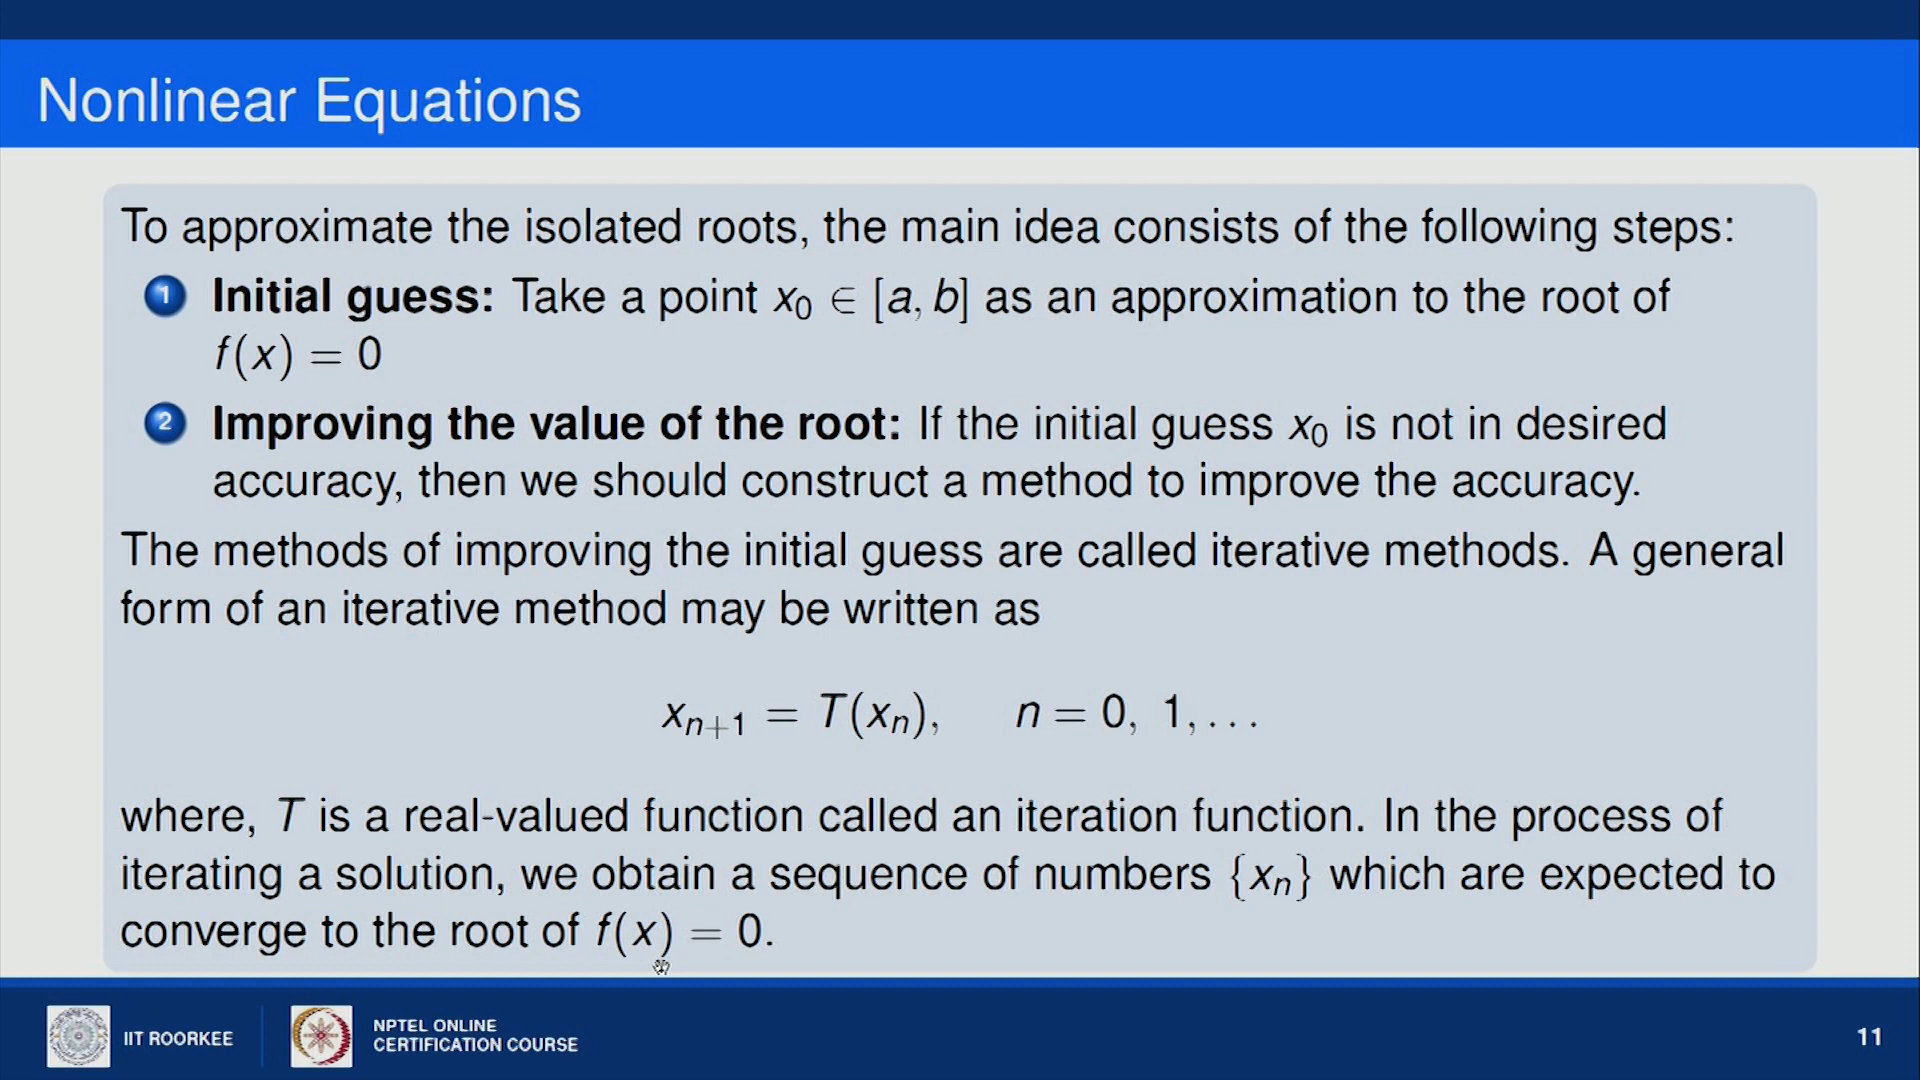 Nonlinear Equations
To approximate the isolated roots, the main idea consists of the following steps:
1 Initial guess: Take a point x₀ ∈ [a, b] as an approximation to the root of
f(x) = 0
2 Improving the value of the root: If the initial guess x₀ is not in desired
accuracy, then we should construct a method to improve the accuracy.
The methods of improving the initial guess are called iterative methods. A general
form of an iterative method may be written as
xₙ₊₁ = T(xₙ), n = 0, 1, . . .
where, T is a real-valued function called an iteration function. In the process of
iterating a solution, we obtain a sequence of numbers {xₙ} which are expected to
converge to the root of f(x) = 0.
IIT ROORKEE
NPTEL ONLINE
CERTIFICATION COURSE
11